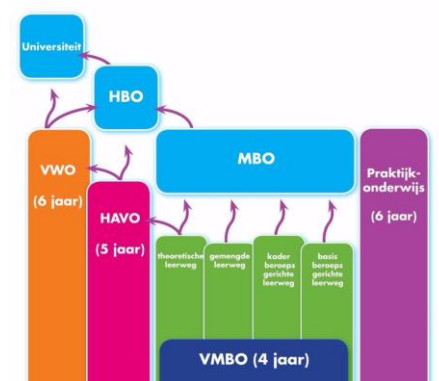 Universiteit
HBO
MBO
VWO
(6 jaar)
HAVO
(5 jaar)
Praktijk-
onderwijs
(6 jaar)
theoretische
leerweg
gemengde
leerweg
kader
beroeps
gerichte
leerweg
basis
beroeps
gerichte
leerweg
VMBO (4 jaar)